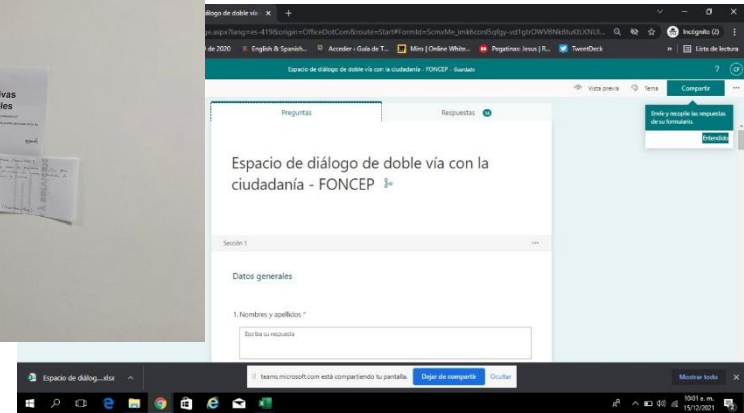 ivas
les
álogo de doble vía
Incógnito (2)
de 2020
English & Spanish...
Acceder - Guía de T...
Miro | Online White...
Pegatinas: Jesus | R...
TweetDeck
Lista de lectura
Espacio de diálogo de doble vía con la ciudadanía - FONCEP - Guardado
?
Vista previa
Tema
Compartir
Preguntas
Respuestas
Envíe y recopile las respuestas
de su formulario.
Entendido
Espacio de diálogo de doble vía con la
ciudadanía - FONCEP
Sección 1
Datos generales
1. Nombres y apellidos *
Escriba su respuesta
Espacio de diálog....xlsx
teams.microsoft.com está compartiendo tu pantalla.
Dejar de compartir
Ocultar
Mostrar todo
10:01 a. m.
15/12/2021